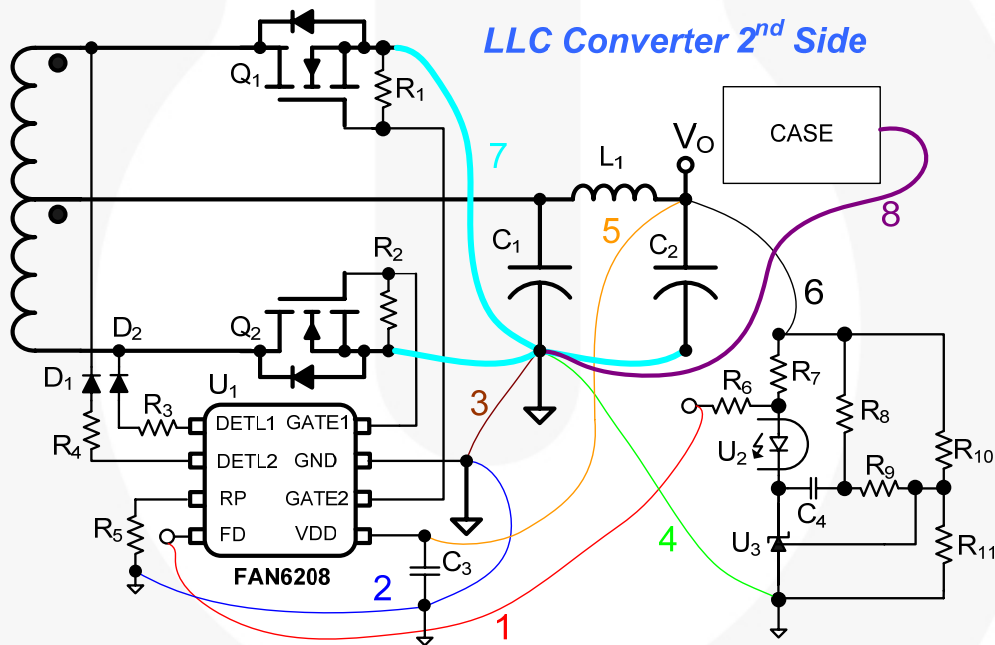 LLC Converter 2nd Side
Q1
R1
7
CASE
VO
L1
5
8
C1
C2
R2
6
Q2
D2
D1
U1
3
R3
R4
DETL1 GATE1
DETL2 GND
RP GATE2
FD VDD
R5
FAN6208
C3
2
1
4
R6
R7
R8
U2
R9
R10
C4
U3
R11